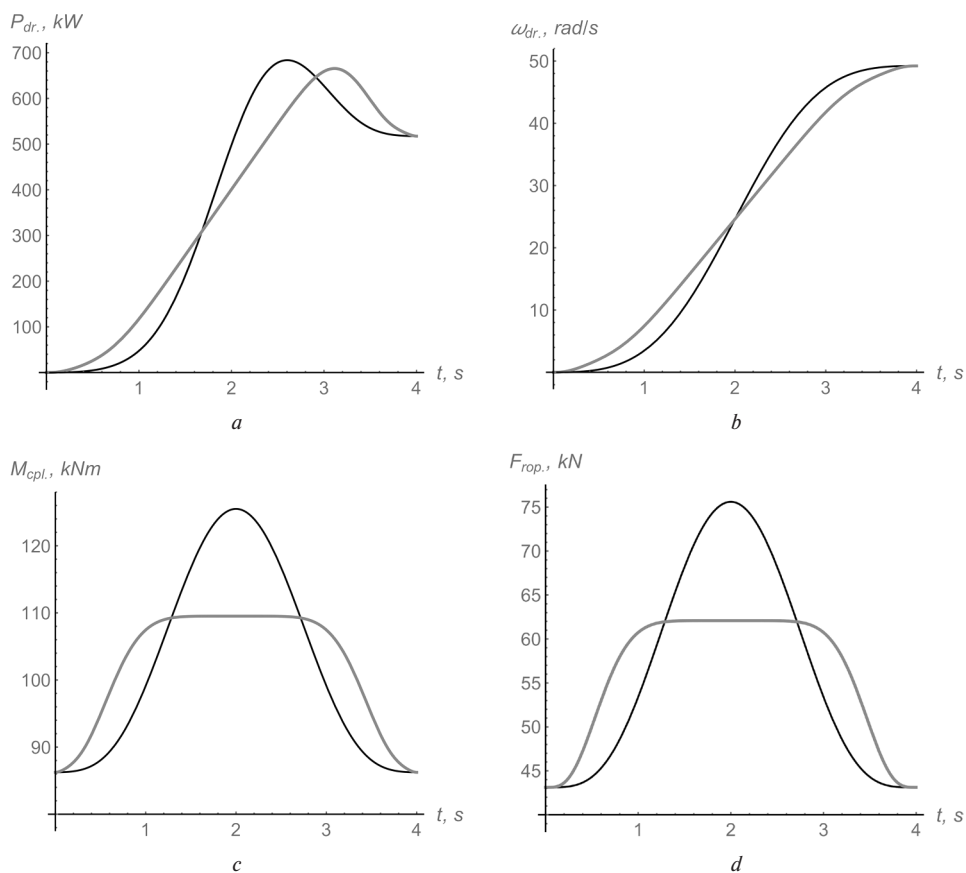 P_dr., kW
700
600
500
400
300
200
100
1 2 3 4 t, s
a
ω_dr., rad/s
50
40
30
20
10
1 2 3 4 t, s
b
M_cpl., kNm
120
110
100
90
1 2 3 4 t, s
c
F_rop., kN
75
70
65
60
55
50
45
1 2 3 4 t, s
d